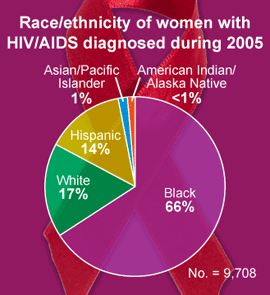 Race/ethnicity of women with
HIV/AIDS diagnosed during 2005
Asian/Pacific
Islander
1%
American Indian/
Alaska Native
<1%
Hispanic
14%
White
17%
Black
66%
No. = 9,708